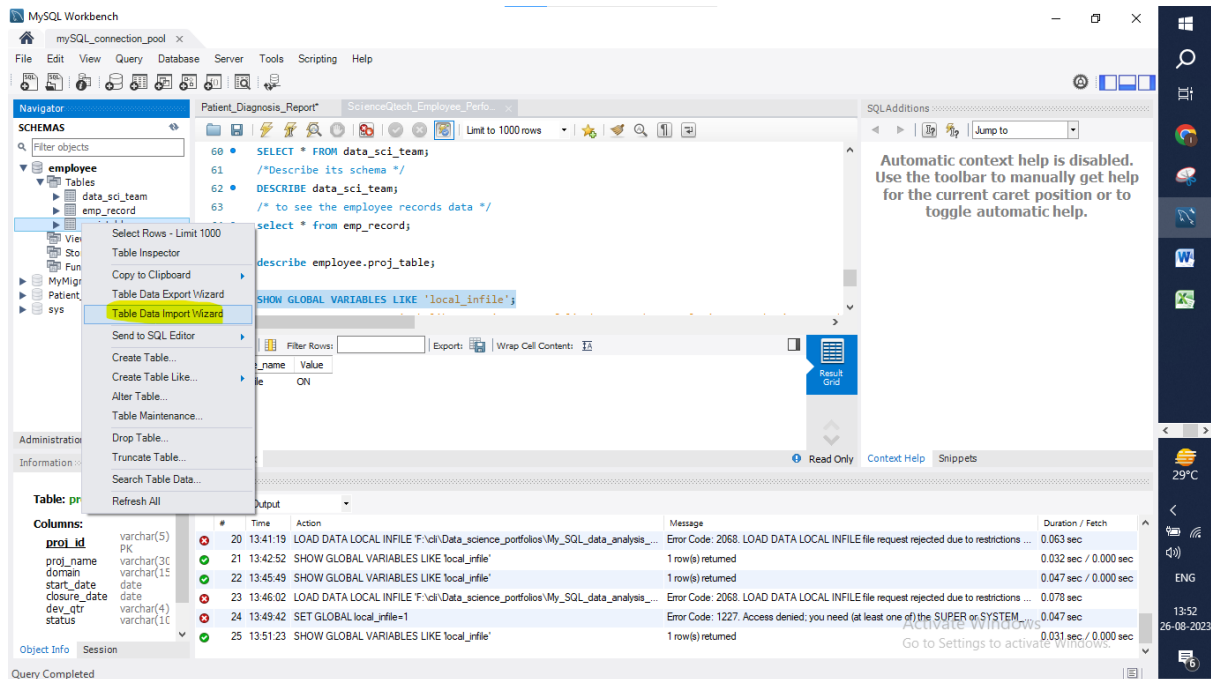 MySQL Workbench
mySQL_connection_pool ×
File Edit View Query Database Server Tools Scripting Help
Navigator
SCHEMAS
Filter objects
employee
Tables
data_sci_team
emp_record
MyMigr
Patient_
sys
Select Rows - Limit 1000
Table Inspector
Copy to Clipboard
Table Data Export Wizard
Table Data Import Wizard
Send to SQL Editor
Create Table...
Create Table Like...
Alter Table...
Table Maintenance...
Drop Table...
Truncate Table...
Search Table Data...
Refresh All
Administration
Information
Table: pr
Columns:
proj_id varchar(5)
PK
proj_name varchar(30
domain varchar(15
start_date date
closure_date date
dev_qtr varchar(4)
status varchar(10
Object Info Session
Query Completed
Patient_Diagnosis_Report* ScienceQtech_Employee_Perfo... ×
Limit to 1000 rows
60 SELECT * FROM data_sci_team;
61 /*Describe its schema */
62 DESCRIBE data_sci_team;
63 /* to see the employee records data */
select * from emp_record;
describe employee.proj_table;
SHOW GLOBAL VARIABLES LIKE 'local_infile';
Filter Rows: Export: Wrap Cell Content:
e_name Value
ile ON
Result
Grid
Read Only
SQLAdditions
Jump to
Automatic context help is disabled.
Use the toolbar to manually get help
for the current caret position or to
toggle automatic help.
Context Help Snippets
Output
# Time Action Message Duration / Fetch
20 13:41:19 LOAD DATA LOCAL INFILE 'F:\cli\Data_science_portfolios\My_SQL_data_analysis_... Error Code: 2068. LOAD DATA LOCAL INFILE file request rejected due to restrictions ... 0.063 sec
21 13:42:52 SHOW GLOBAL VARIABLES LIKE 'local_infile' 1 row(s) returned 0.032 sec / 0.000 sec
22 13:45:49 SHOW GLOBAL VARIABLES LIKE 'local_infile' 1 row(s) returned 0.047 sec / 0.000 sec
23 13:46:02 LOAD DATA LOCAL INFILE 'F:\cli\Data_science_portfolios\My_SQL_data_analysis_... Error Code: 2068. LOAD DATA LOCAL INFILE file request rejected due to restrictions ... 0.078 sec
24 13:49:42 SET GLOBAL local_infile=1 Error Code: 1227. Access denied; you need (at least one of) the SUPER or SYSTEM_... 0.047 sec
25 13:51:23 SHOW GLOBAL VARIABLES LIKE 'local_infile' 1 row(s) returned 0.031 sec / 0.000 sec
Activate Windows
Go to Settings to activate Windows.
29°C
ENG
13:52
26-08-2023
6